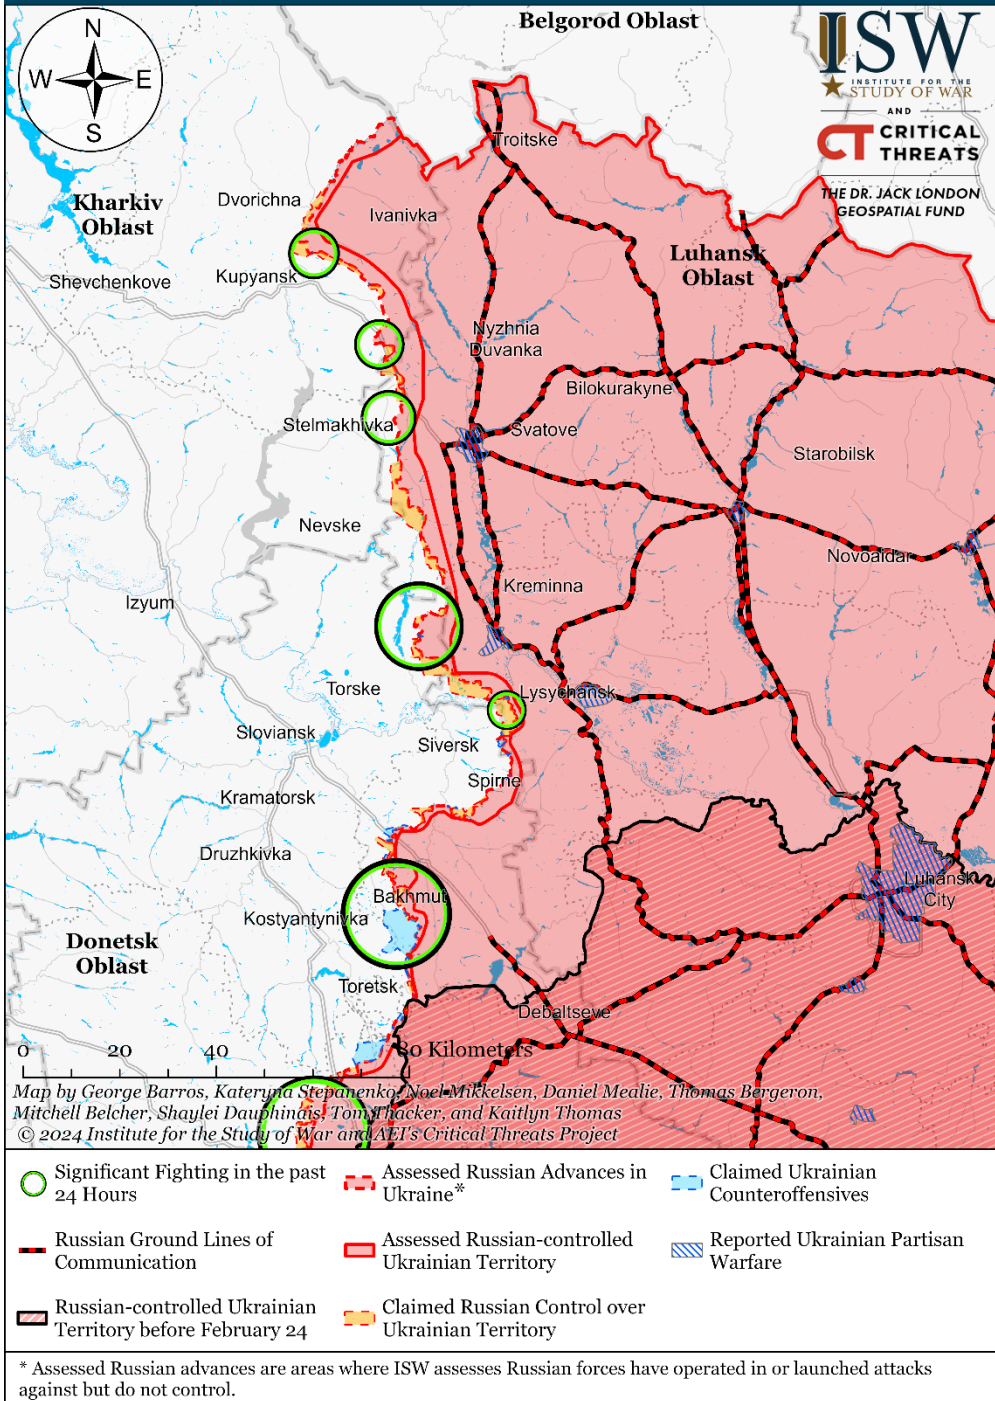 Belgorod Oblast
N
W
E
S
ISW
INSTITUTE FOR THE
STUDY OF WAR
AND
CT CRITICAL
THREATS
THE DR. JACK LONDON
GEOSPATIAL FUND
Troitske
Dvorichna
Kharkiv
Oblast
Ivanivka
Luhansk
Oblast
Shevchenkove
Kupyansk
Nyzhnia
Duvanka
Bilokurakyne
Stelmakhivka
Svatove
Starobilsk
Nevske
Novoaidar
Izyum
Kreminna
Torske
Lysychansk
Sloviansk
Siversk
Spirne
Kramatorsk
Druzhkivka
Bakhmut
Luhansk
City
Kostyantynivka
Donetsk
Oblast
Toretsk
Debaltseve
0 20 40 80 Kilometers
Map by George Barros, Kateryna Stepanenko, Noel Mikkelsen, Daniel Mealie, Thomas Bergeron,
Mitchell Belcher, Shaylei Dauphinais, Tom Thacker, and Kaitlyn Thomas
© 2024 Institute for the Study of War and AEI's Critical Threats Project
Significant Fighting in the past
24 Hours
Assessed Russian Advances in
Ukraine*
Claimed Ukrainian
Counteroffensives
Russian Ground Lines of
Communication
Assessed Russian-controlled
Ukrainian Territory
Reported Ukrainian Partisan
Warfare
Russian-controlled Ukrainian
Territory before February 24
Claimed Russian Control over
Ukrainian Territory
* Assessed Russian advances are areas where ISW assesses Russian forces have operated in or launched attacks
against but do not control.